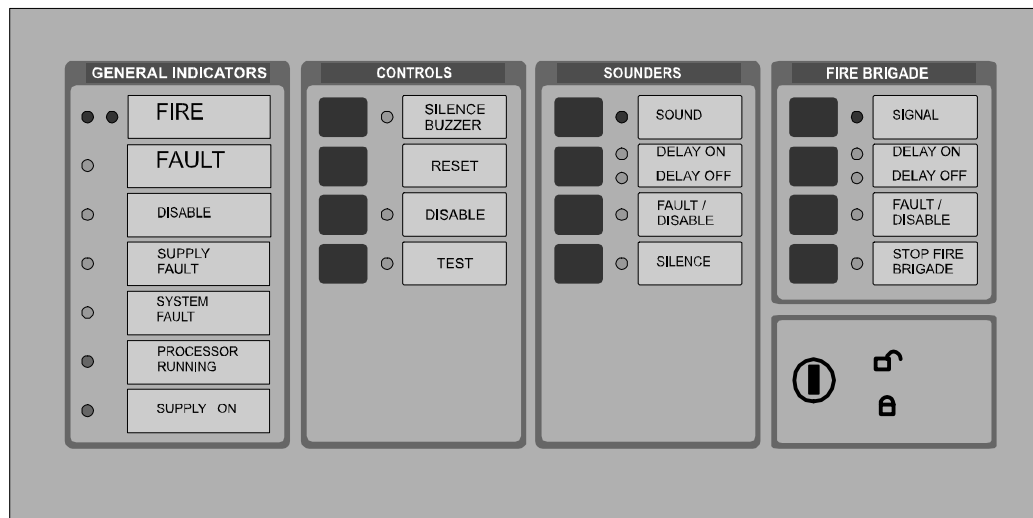 GENERAL INDICATORS
FIRE
FAULT
DISABLE
SUPPLY
FAULT
SYSTEM
FAULT
PROCESSOR
RUNNING
SUPPLY ON
CONTROLS
SILENCE
BUZZER
RESET
DISABLE
TEST
SOUNDERS
SOUND
DELAY ON
DELAY OFF
FAULT /
DISABLE
SILENCE
FIRE BRIGADE
SIGNAL
DELAY ON
DELAY OFF
FAULT /
DISABLE
STOP FIRE
BRIGADE